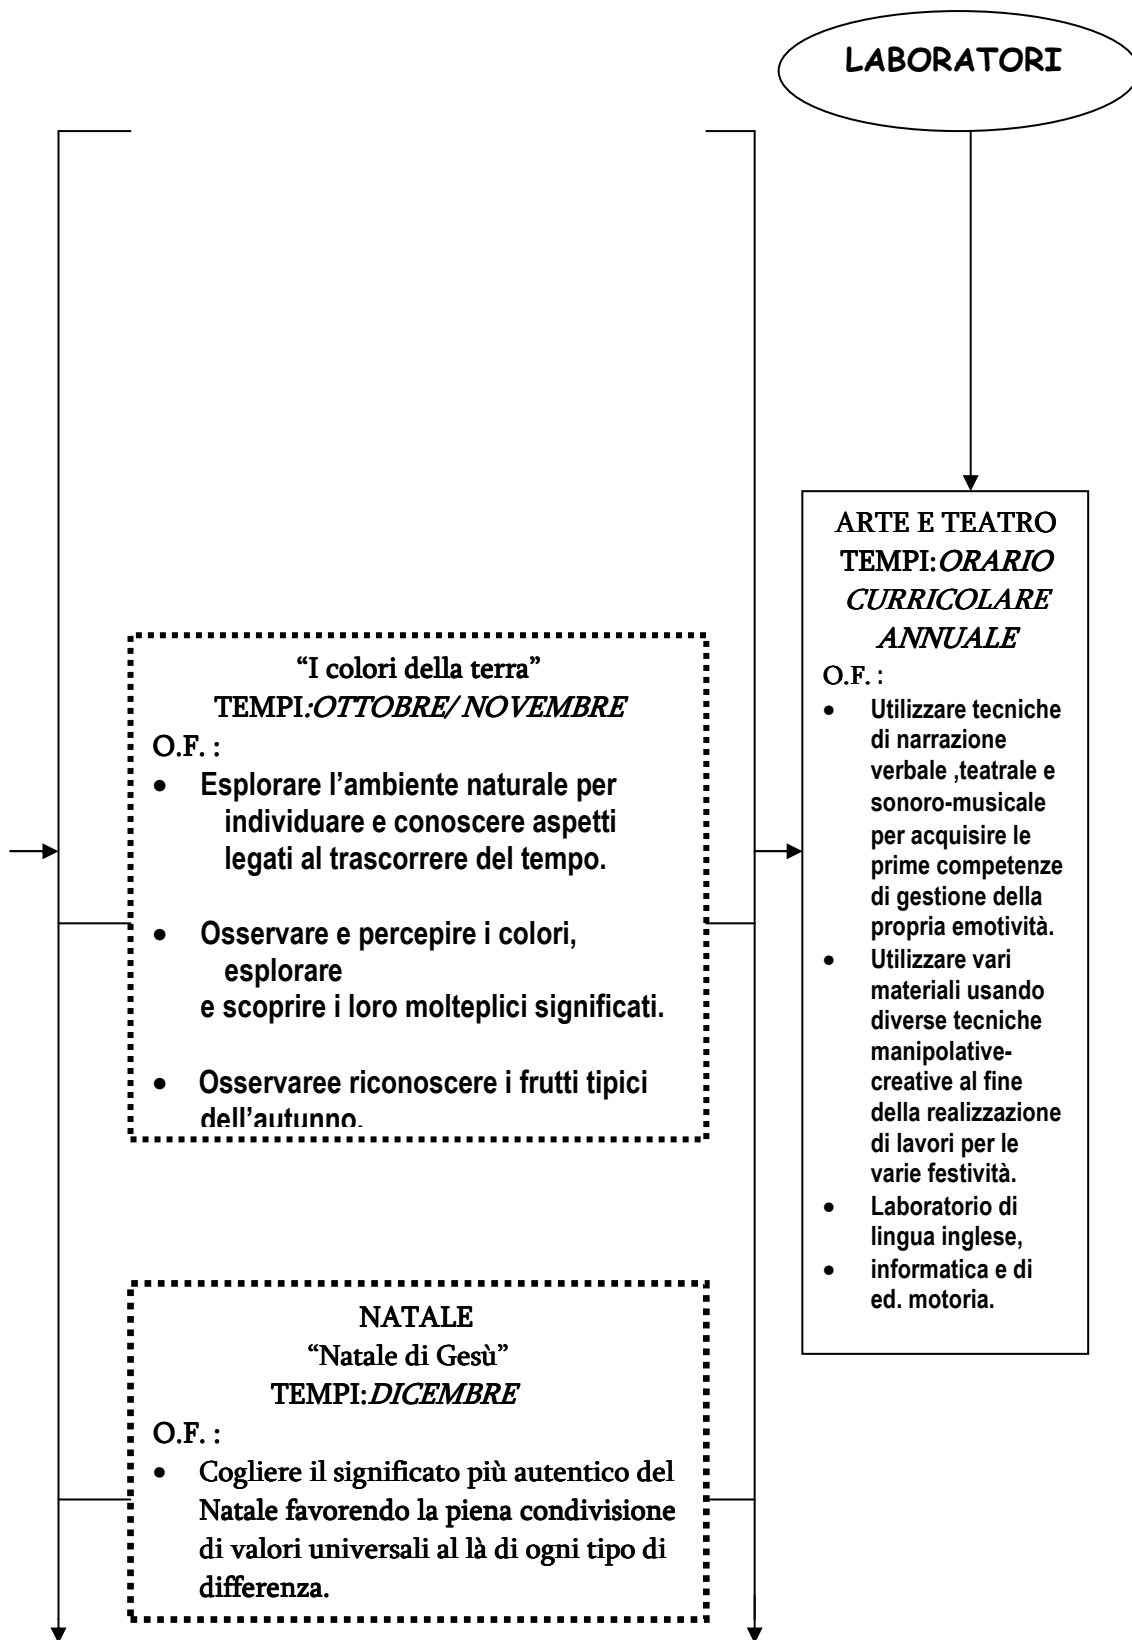 LABORATORI
“I colori della terra”
TEMPI:OTTOBRE/ NOVEMBRE
O.F. :
• Esplorare l’ambiente naturale per
individuare e conoscere aspetti
legati al trascorrere del tempo.
• Osservare e percepire i colori,
esplorare
e scoprire i loro molteplici significati.
• Osservaree riconoscere i frutti tipici
dell’autunno.
NATALE
“Natale di Gesù”
TEMPI:DICEMBRE
O.F. :
• Cogliere il significato più autentico del
Natale favorendo la piena condivisione
di valori universali al là di ogni tipo di
differenza.
ARTE E TEATRO
TEMPI:ORARIO
CURRICOLARE
ANNUALE
O.F. :
• Utilizzare tecniche
di narrazione
verbale ,teatrale e
sonoro-musicale
per acquisire le
prime competenze
di gestione della
propria emotività.
• Utilizzare vari
materiali usando
diverse tecniche
manipolative-
creative al fine
della realizzazione
di lavori per le
varie festività.
• Laboratorio di
lingua inglese,
• informatica e di
ed. motoria.